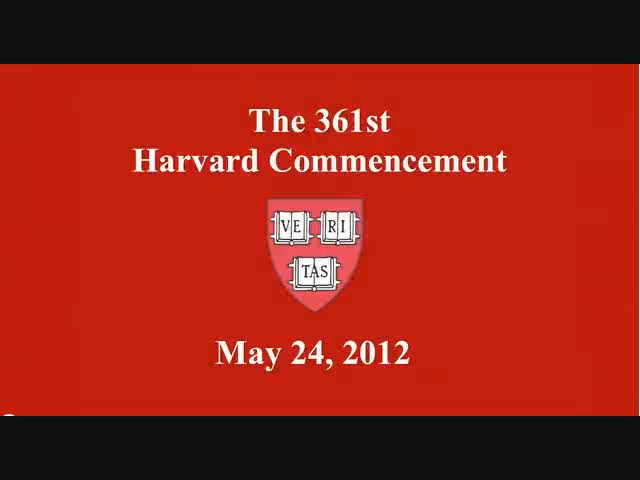 The 361st
Harvard Commencement
VE RI
TAS
May 24, 2012